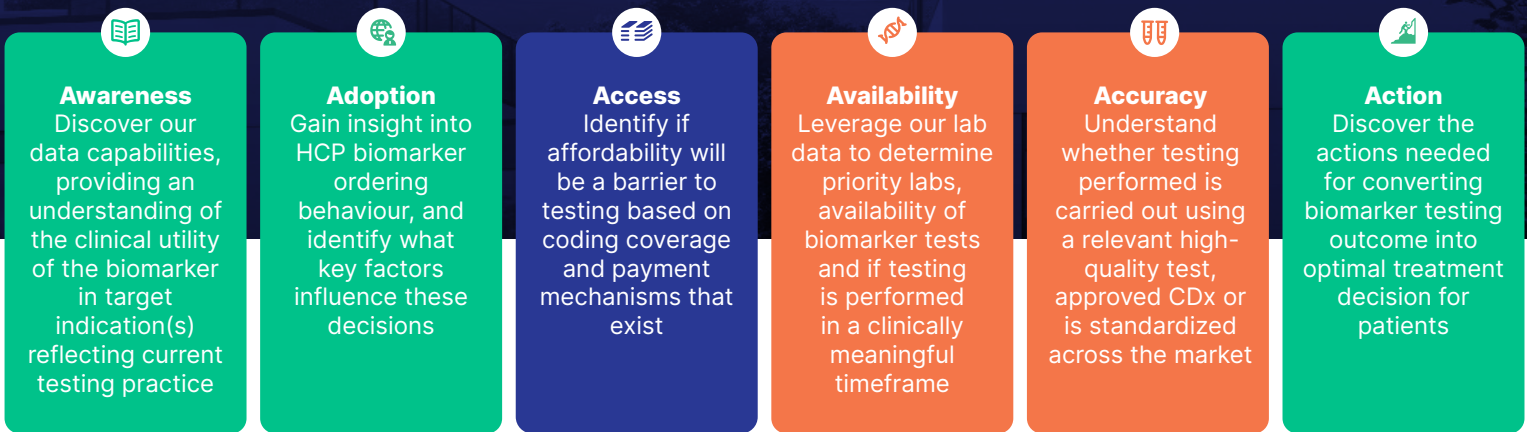 Awareness
Discover our
data capabilities,
providing an
understanding of
the clinical utility
of the biomarker
in target
indication(s)
reflecting current
testing practice
Adoption
Gain insight into
HCP biomarker
ordering
behaviour, and
identify what
key factors
influence these
decisions
Access
Identify if
affordability will
be a barrier to
testing based on
coding coverage
and payment
mechanisms that
exist
Availability
Leverage our lab
data to determine
priority labs,
availability of
biomarker tests
and if testing
is performed
in a clinically
meaningful
timeframe
Accuracy
Understand
whether testing
performed is
carried out using
a relevant high-
quality test,
approved CDx or
is standardized
across the market
Action
Discover the
actions needed
for converting
biomarker testing
outcome into
optimal treatment
decision for
patients